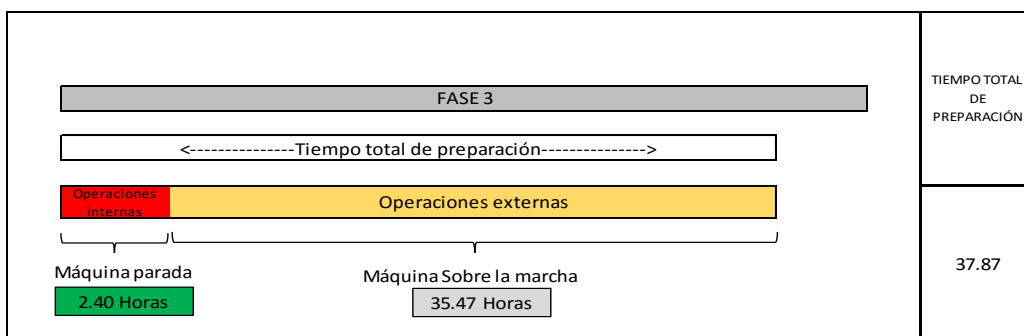 FASE 3
TIEMPO TOTAL
DE
PREPARACIÓN
<---------------Tiempo total de preparación--------------->
Operaciones
internas
Operaciones externas
Máquina parada
Máquina Sobre la marcha
37.87
2.40 Horas
35.47 Horas